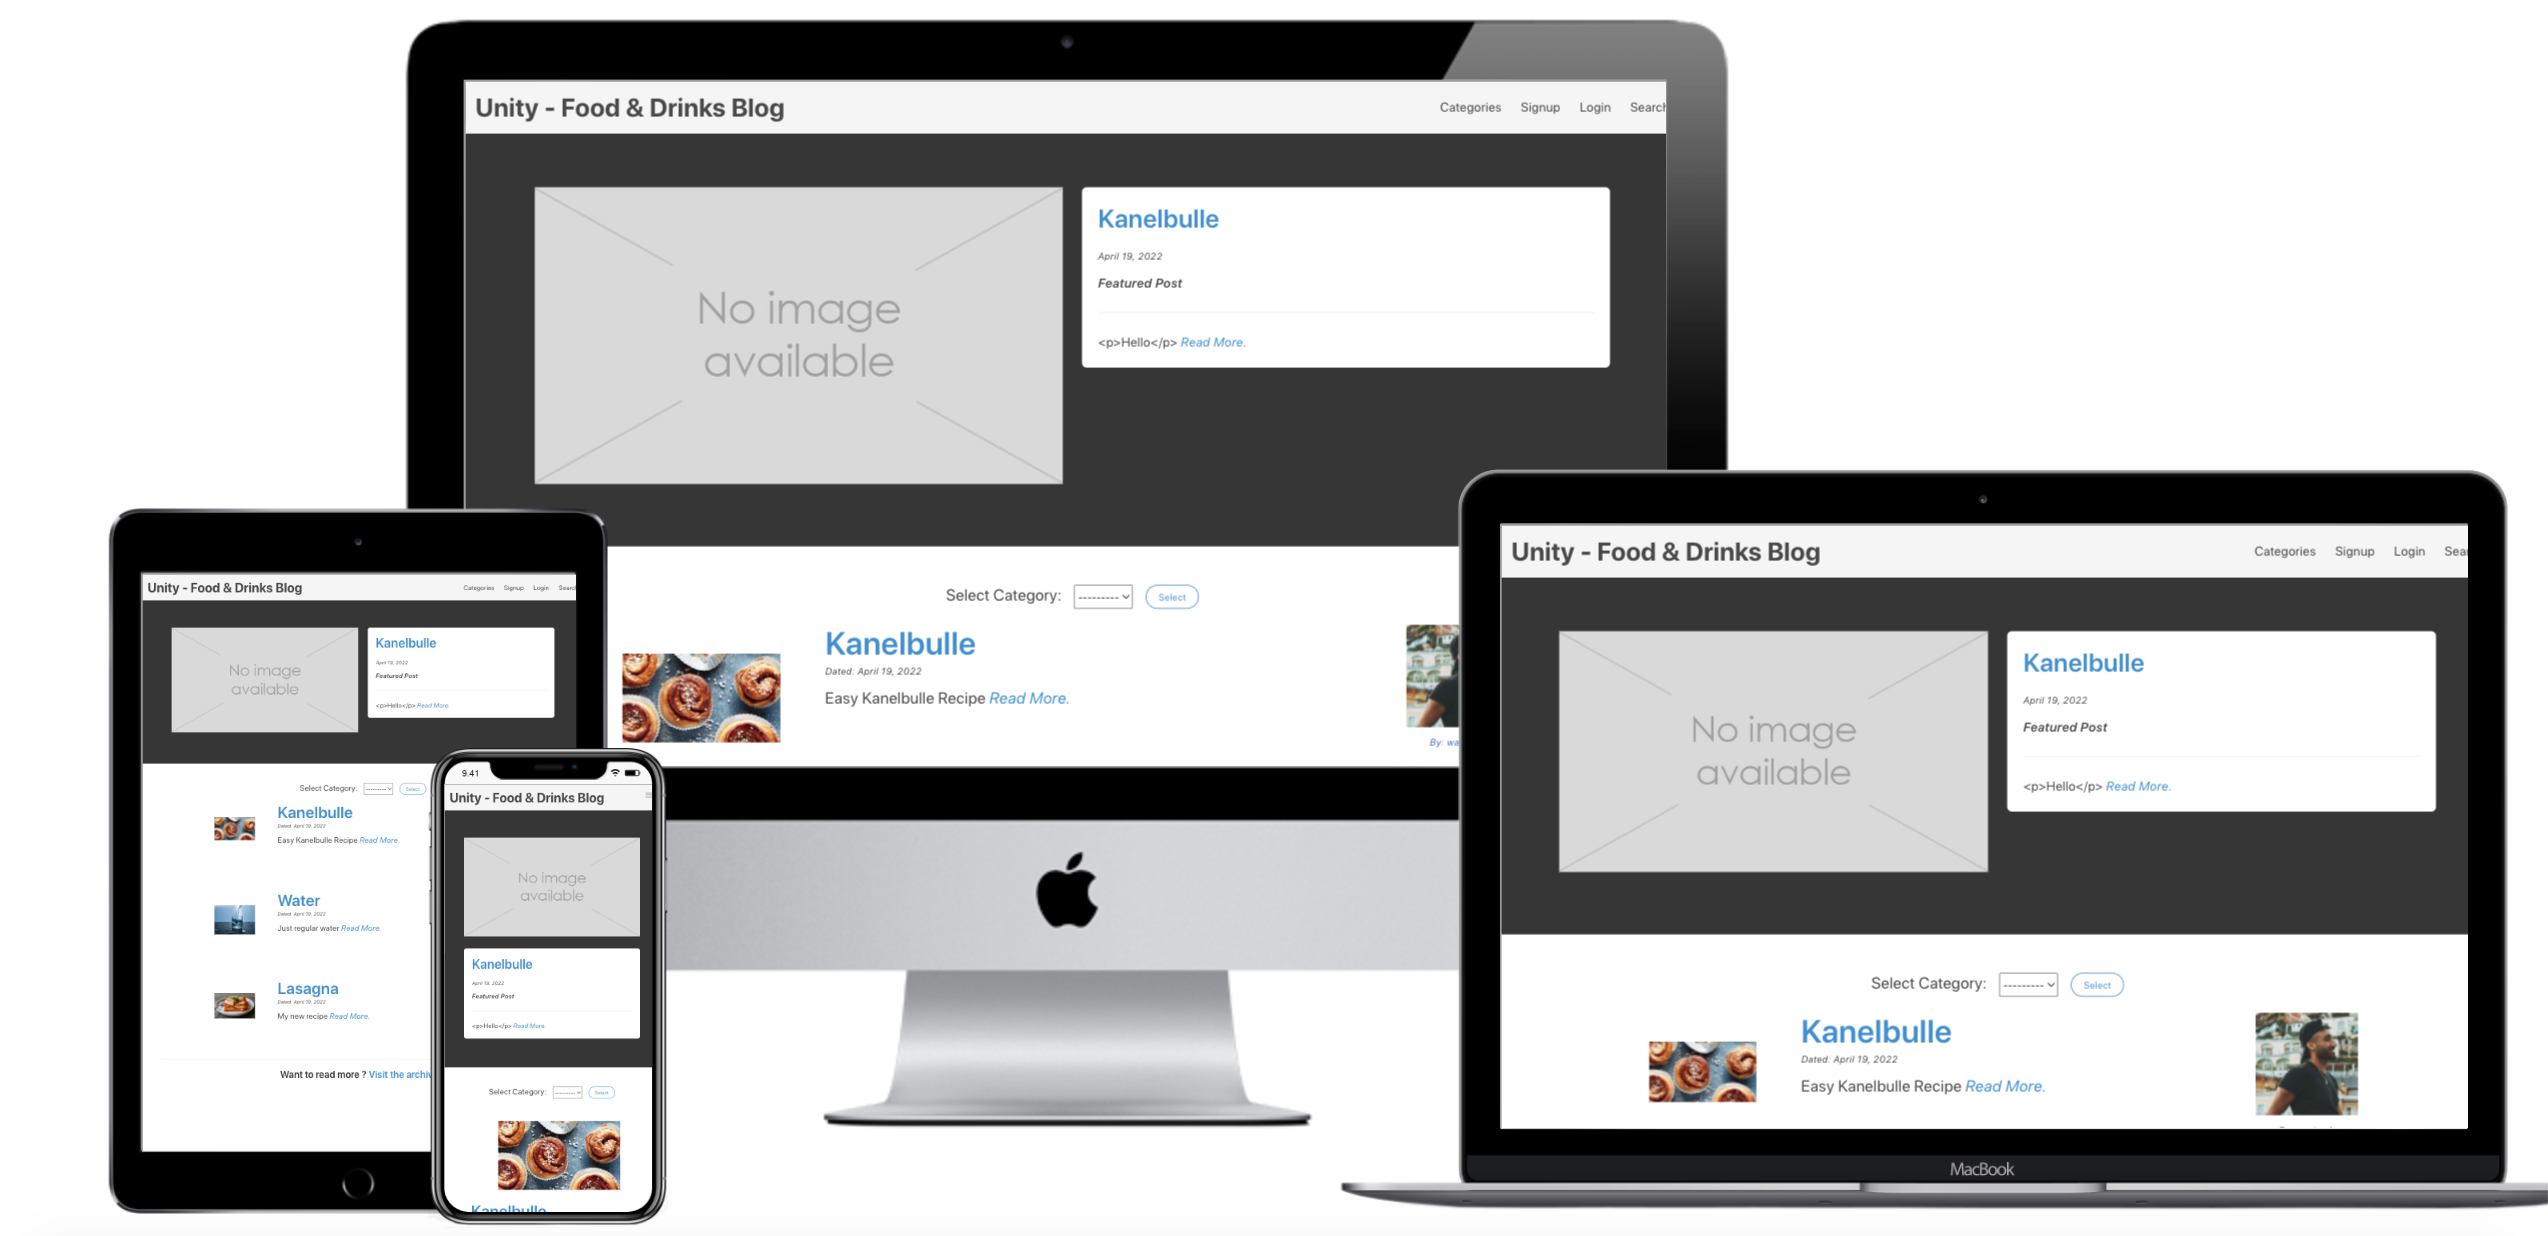 Unity - Food & Drinks Blog
Categories Signup Login Search
No image
available
Kanelbulle
April 19, 2022
Featured Post
<p>Hello</p> Read More.
Select Category: --------- Select
Kanelbulle
Dated: April 19, 2022
Easy Kanelbulle Recipe Read More.
By: wa
Unity - Food & Drinks Blog
Categories Signup Login Search
No image
available
Kanelbulle
April 19, 2022
Featured Post
<p>Hello</p> Read More.
Select Category: --------- Select
Kanelbulle
Dated: April 19, 2022
Easy Kanelbulle Recipe Read More.
Water
Dated: April 19, 2022
Just regular water Read More.
Lasagna
Dated: April 19, 2022
My new recipe Read More.
Want to read more ? Visit the archiv
9.41
Unity - Food & Drinks Blog
No image
available
Kanelbulle
April 19, 2022
Featured Post
<p>Hello</p> Read More.
Select Category: --------- Select
Kanelbulle
Unity - Food & Drinks Blog
Categories Signup Login Sea
No image
available
Kanelbulle
April 19, 2022
Featured Post
<p>Hello</p> Read More.
Select Category: --------- Select
Kanelbulle
Dated: April 19, 2022
Easy Kanelbulle Recipe Read More.
MacBook